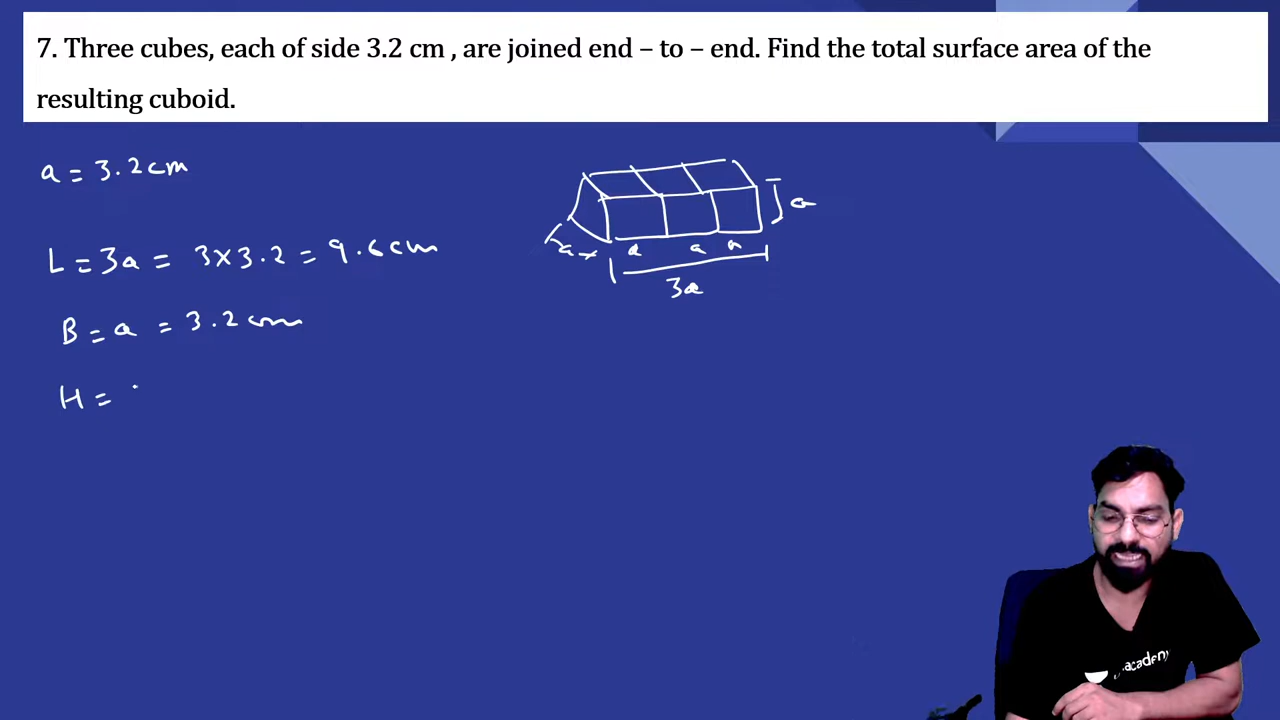 7. Three cubes, each of side 3.2 cm , are joined end – to – end. Find the total surface area of the
resulting cuboid.
a = 3.2 cm
L = 3a = 3 × 3.2 = 9.6 cm
B = a = 3.2 cm
H =
a
a
a a a
3a
academy